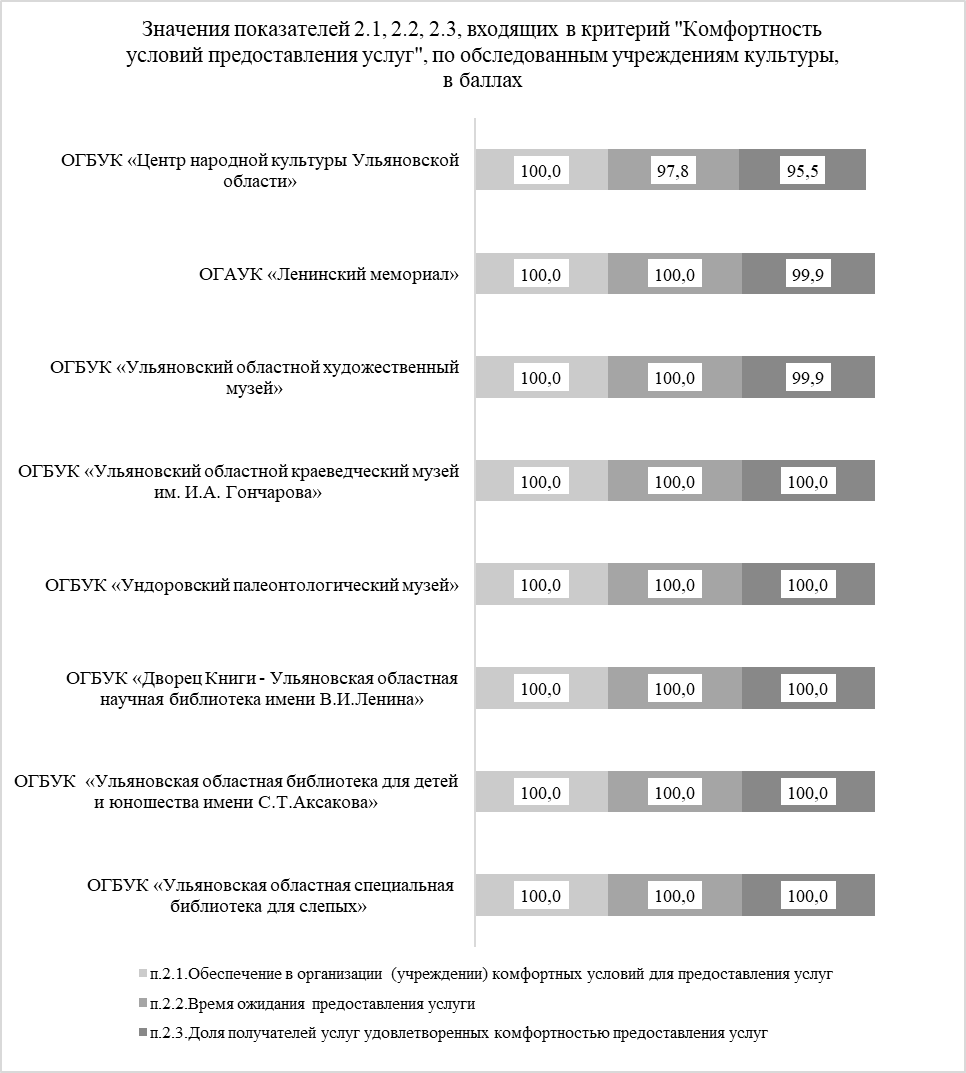 Значения показателей 2.1, 2.2, 2.3, входящих в критерий "Комфортность
условий предоставления услуг", по обследованным учреждениям культуры,
в баллах
ОГБУК «Центр народной культуры Ульяновской
области»
100,0 97,8 95,5
ОГАУК «Ленинский мемориал»
100,0 100,0 99,9
ОГБУК «Ульяновский областной художественный
музей»
100,0 100,0 99,9
ОГБУК «Ульяновский областной краеведческий музей
им. И.А. Гончарова»
100,0 100,0 100,0
ОГБУК «Ундоровский палеонтологический музей»
100,0 100,0 100,0
ОГБУК «Дворец Книги - Ульяновская областная
научная библиотека имени В.И.Ленина»
100,0 100,0 100,0
ОГБУК «Ульяновская областная библиотека для детей
и юношества имени С.Т.Аксакова»
100,0 100,0 100,0
ОГБУК «Ульяновская областная специальная
библиотека для слепых»
100,0 100,0 100,0
п.2.1.Обеспечение в организации (учреждении) комфортных условий для предоставления услуг
п.2.2.Время ожидания предоставления услуги
п.2.3.Доля получателей услуг удовлетворенных комфортностью предоставления услуг